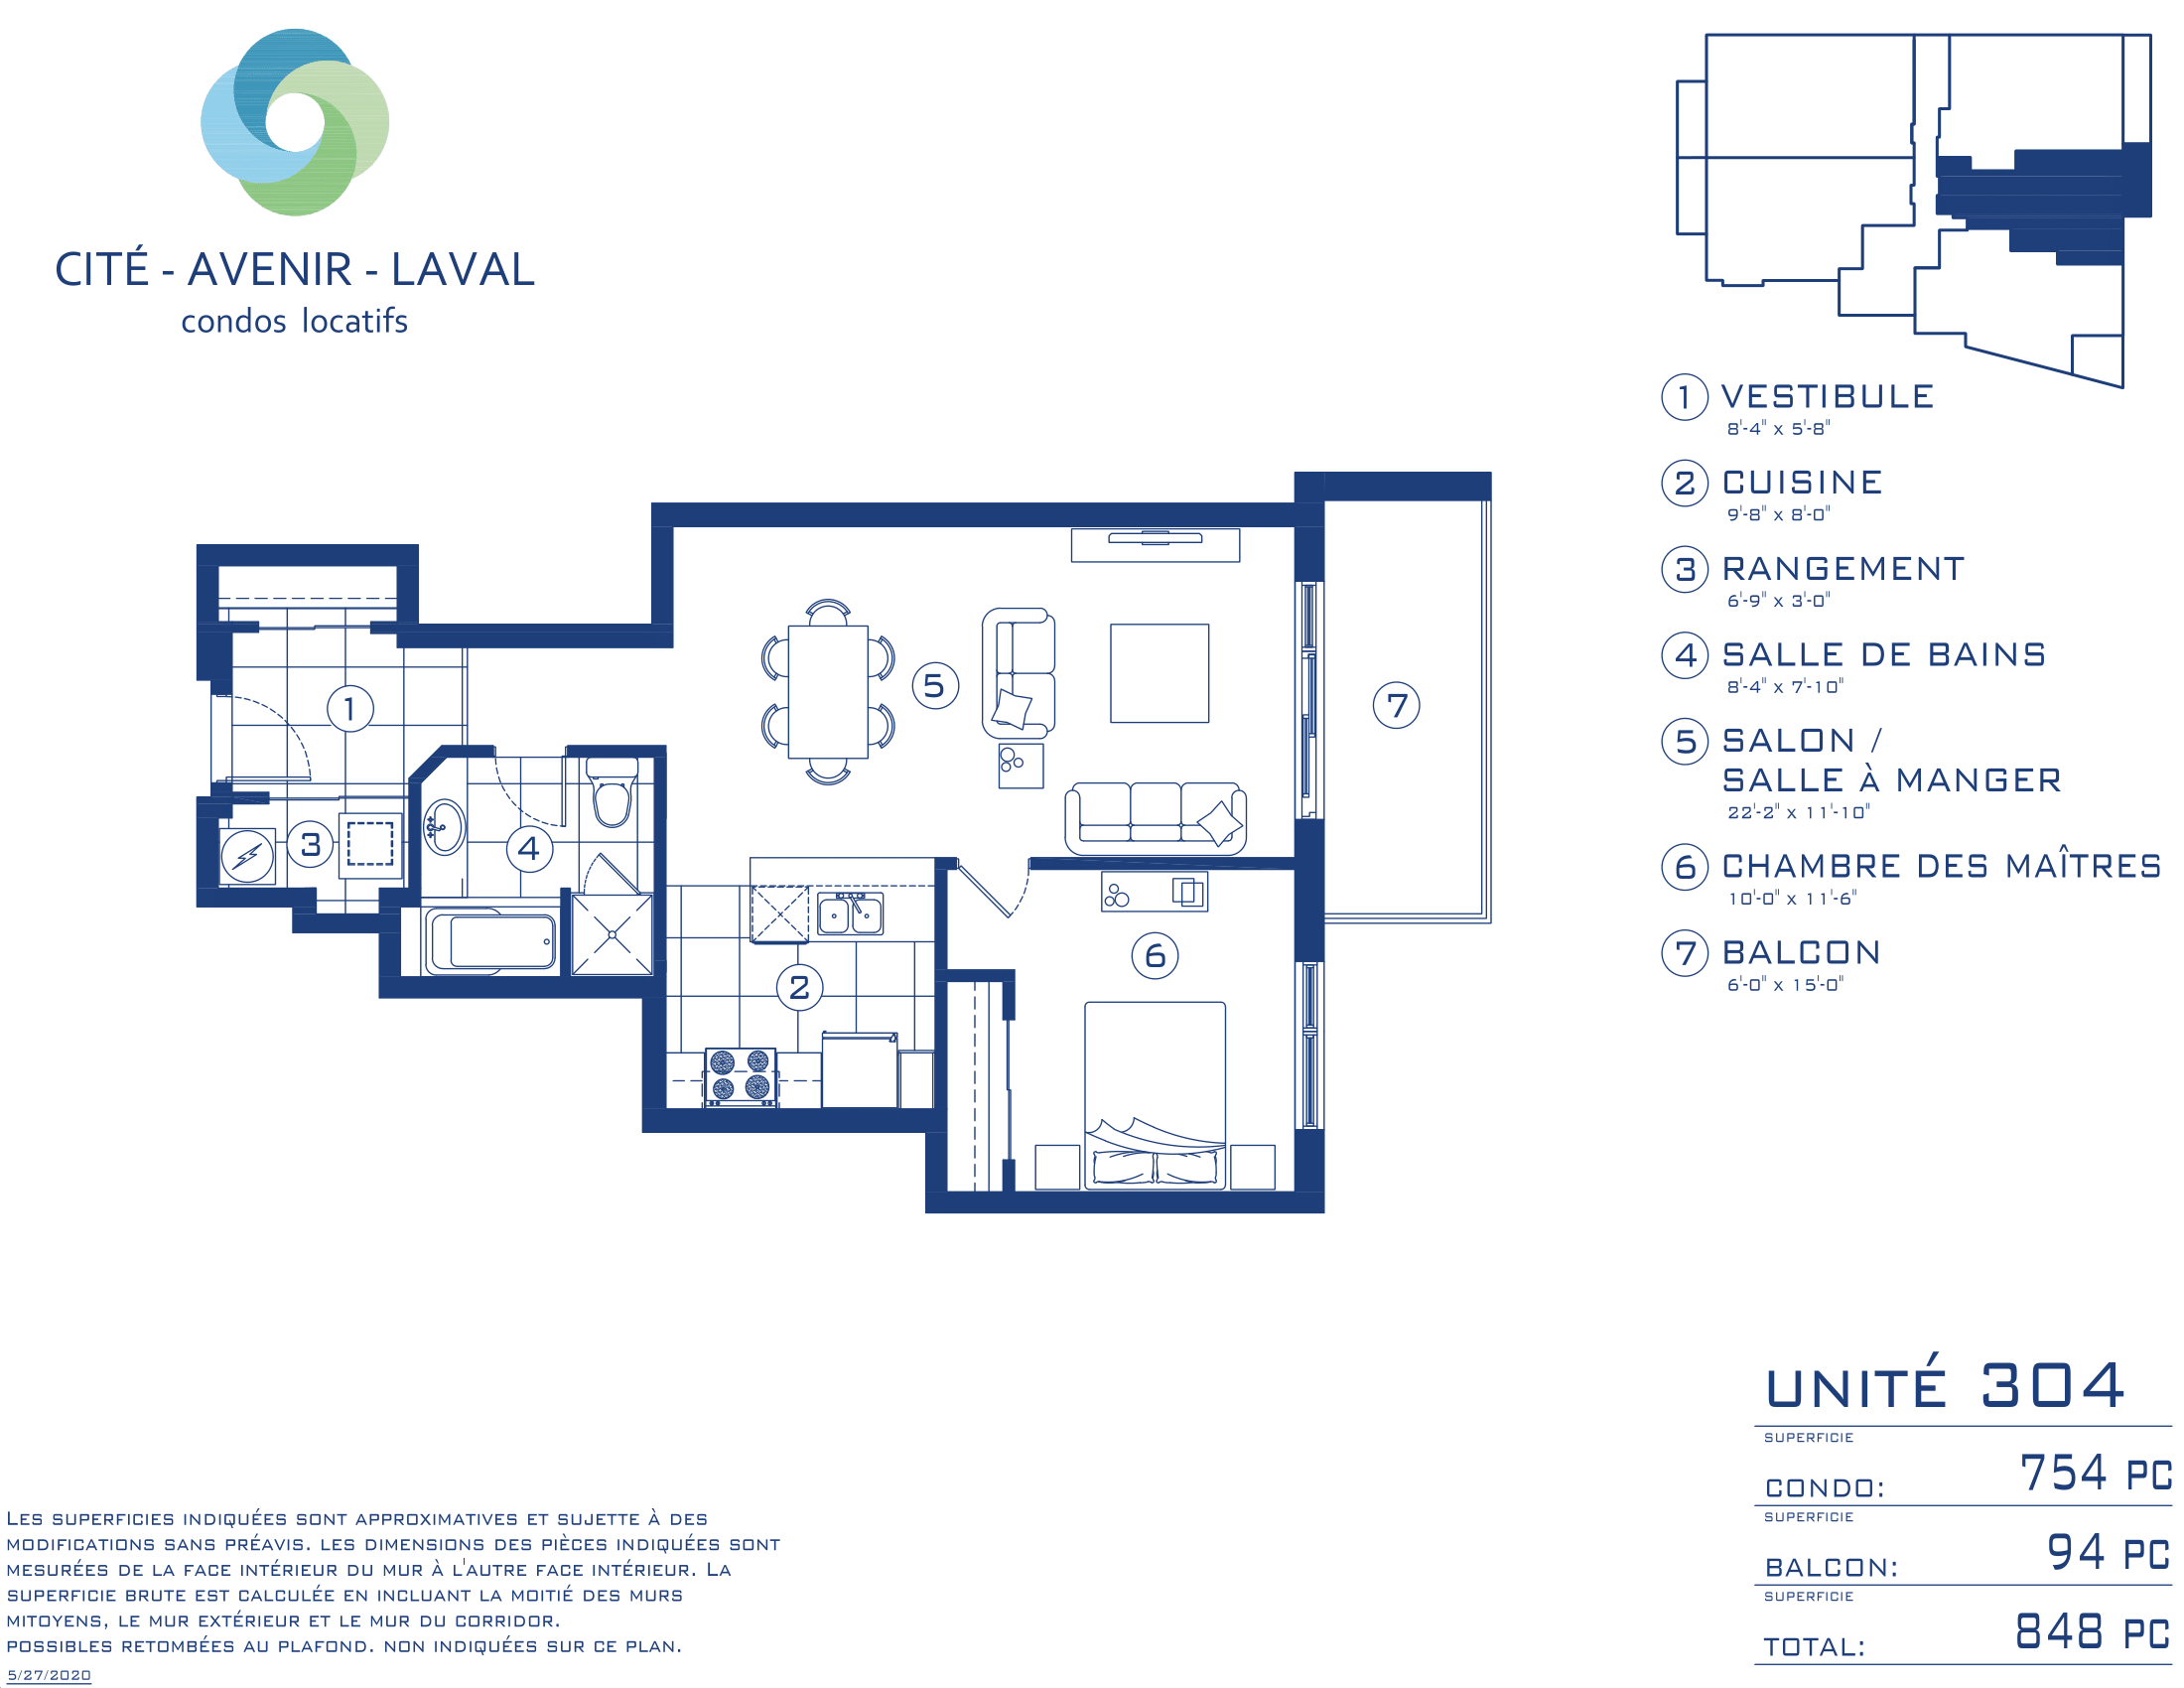 CITÉ - AVENIR - LAVAL
condos locatifs
1 VESTIBULE
8'-4" x 5'-8"
2 CUISINE
9'-8" x 8'-0"
3 RANGEMENT
6'-9" x 3'-0"
4 SALLE DE BAINS
8'-4" x 7'-10"
5 SALON /
SALLE À MANGER
22'-2" x 11'-10"
6 CHAMBRE DES MAÎTRES
10'-0" x 11'-6"
7 BALCON
6'-0" x 15'-0"
1
2
3
4
5
6
7
UNITÉ 304
SUPERFICIE
CONDO: 754 PC
SUPERFICIE
BALCON: 94 PC
SUPERFICIE
TOTAL: 848 PC
LES SUPERFICIES INDIQUÉES SONT APPROXIMATIVES ET SUJETTE À DES
MODIFICATIONS SANS PRÉAVIS. LES DIMENSIONS DES PIÈCES INDIQUÉES SONT
MESURÉES DE LA FACE INTÉRIEUR DU MUR À L'AUTRE FACE INTÉRIEUR. LA
SUPERFICIE BRUTE EST CALCULÉE EN INCLUANT LA MOITIÉ DES MURS
MITOYENS, LE MUR EXTÉRIEUR ET LE MUR DU CORRIDOR.
POSSIBLES RETOMBÉES AU PLAFOND. NON INDIQUÉES SUR CE PLAN.
5/27/2020